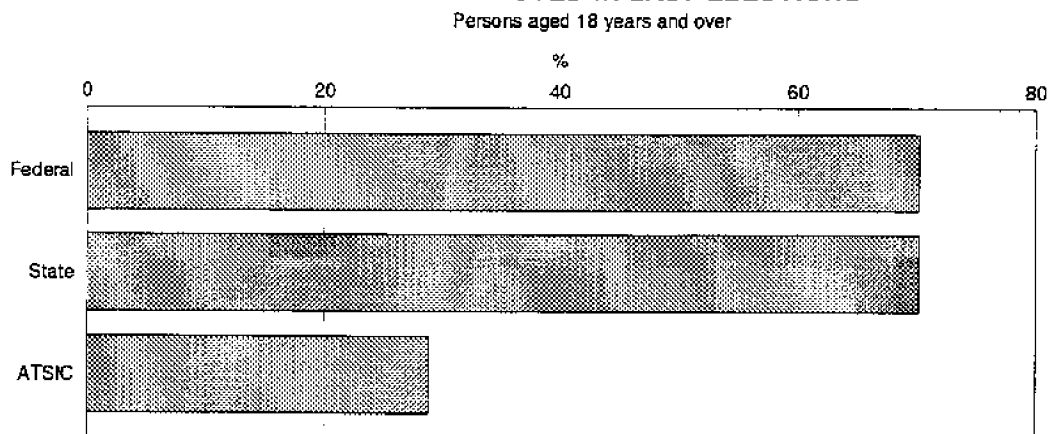 Persons aged 18 years and over
%
0 20 40 60 80
Federal
State
ATSIC